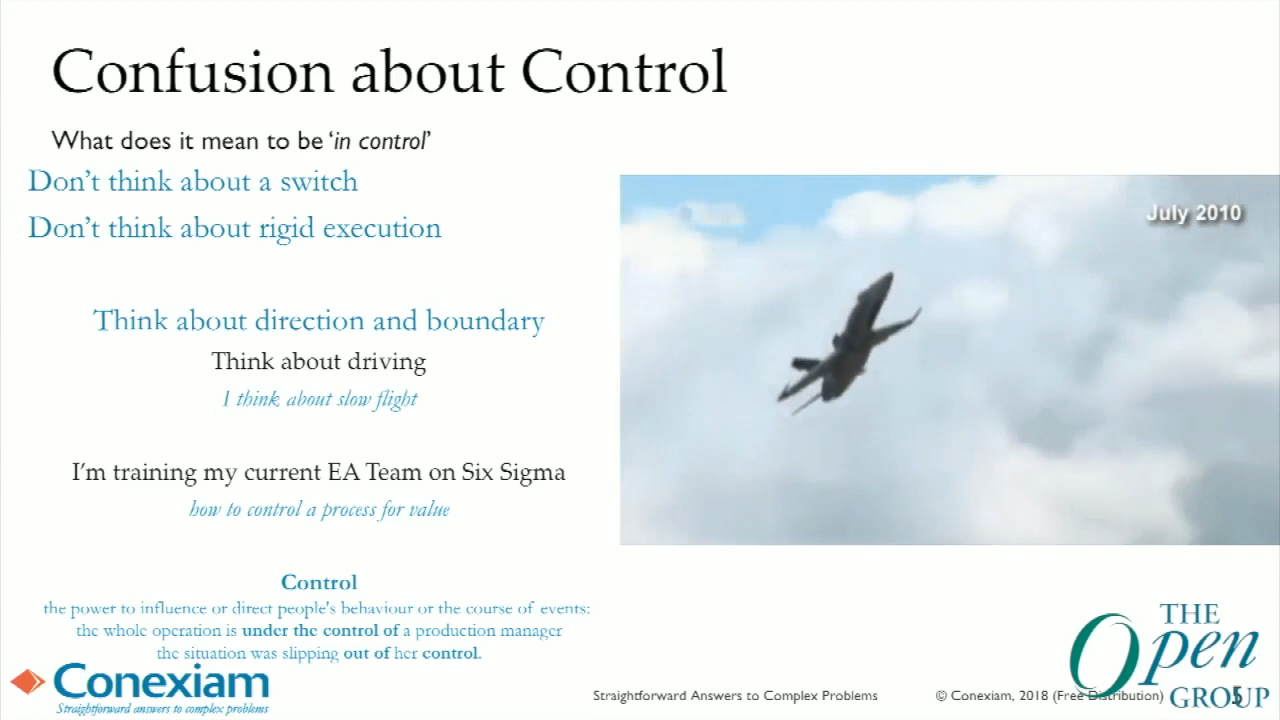 Confusion about Control
What does it mean to be ‘in control’
Don’t think about a switch
Don’t think about rigid execution
July 2010
Think about direction and boundary
Think about driving
I think about slow flight
I’m training my current EA Team on Six Sigma
how to control a process for value
Control
the power to influence or direct people's behaviour or the course of events:
the whole operation is under the control of a production manager
the situation was slipping out of her control.
Conexiam
Straightforward answers to complex problems
Straightforward Answers to Complex Problems
© Conexiam, 2018 (Free Distribution)
5
THE
Open
GROUP